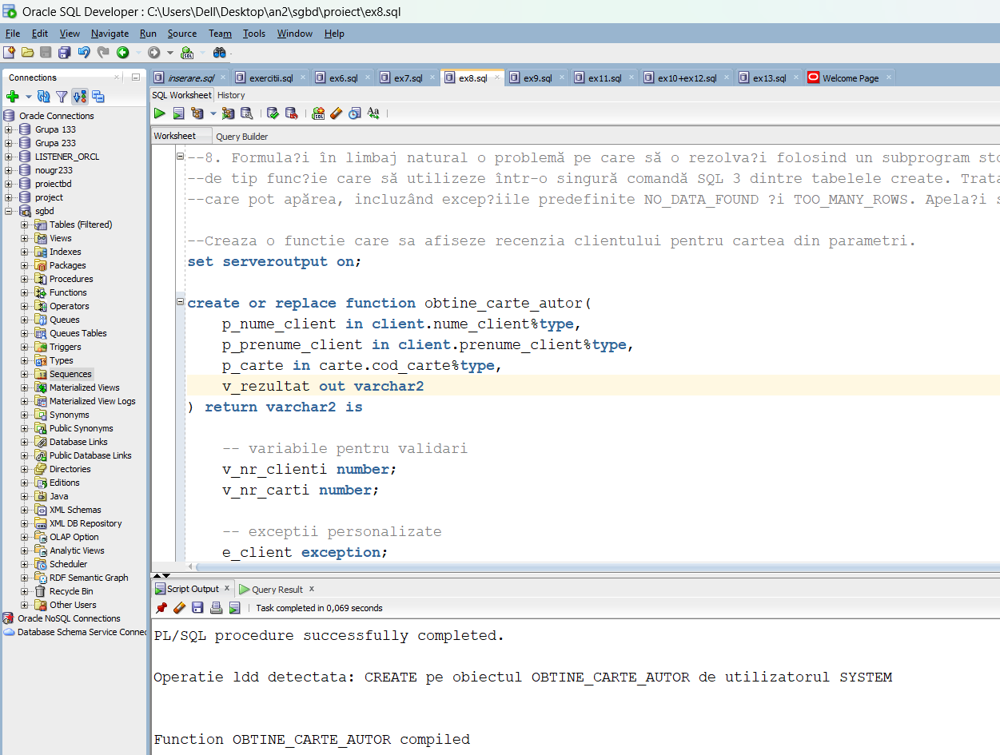 Oracle SQL Developer : C:\Users\Dell\Desktop\an2\sgbd\proiect\ex8.sql
File Edit View Navigate Run Source Team Tools Window Help
Connections
Oracle Connections
Grupa 133
Grupa 233
LISTENER_ORCL
nougr233
proiectbd
project
sgbd
Tables (Filtered)
Views
Indexes
Packages
Procedures
Functions
Operators
Queues
Queues Tables
Triggers
Types
Sequences
Materialized Views
Materialized View Logs
Synonyms
Public Synonyms
Database Links
Public Database Links
Directories
Editions
Java
XML Schemas
XML DB Repository
OLAP Option
Analytic Views
Scheduler
RDF Semantic Graph
Recycle Bin
Other Users
Oracle NoSQL Connections
Database Schema Service Connec
inserare.sql exercitii.sql ex6.sql ex7.sql ex8.sql ex9.sql ex11.sql ex10+ex12.sql ex13.sql Welcome Page
SQL Worksheet History
Worksheet Query Builder
--8. Formula?i în limbaj natural o problemă pe care să o rezolva?i folosind un subprogram sto
--de tip func?ie care să utilizeze într-o singură comandă SQL 3 dintre tabelele create. Trata
--care pot apărea, incluzând excep?iile predefinite NO_DATA_FOUND ?i TOO_MANY_ROWS. Apela?i s
--Creaza o functie care sa afiseze recenzia clientului pentru cartea din parametri.
set serveroutput on;
create or replace function obtine_carte_autor(
p_nume_client in client.nume_client%type,
p_prenume_client in client.prenume_client%type,
p_carte in carte.cod_carte%type,
v_rezultat out varchar2
) return varchar2 is
-- variabile pentru validari
v_nr_clienti number;
v_nr_carti number;
-- exceptii personalizate
e_client exception;
Script Output Query Result
Task completed in 0,069 seconds
PL/SQL procedure successfully completed.
Operatie ldd detectata: CREATE pe obiectul OBTINE_CARTE_AUTOR de utilizatorul SYSTEM
Function OBTINE_CARTE_AUTOR compiled